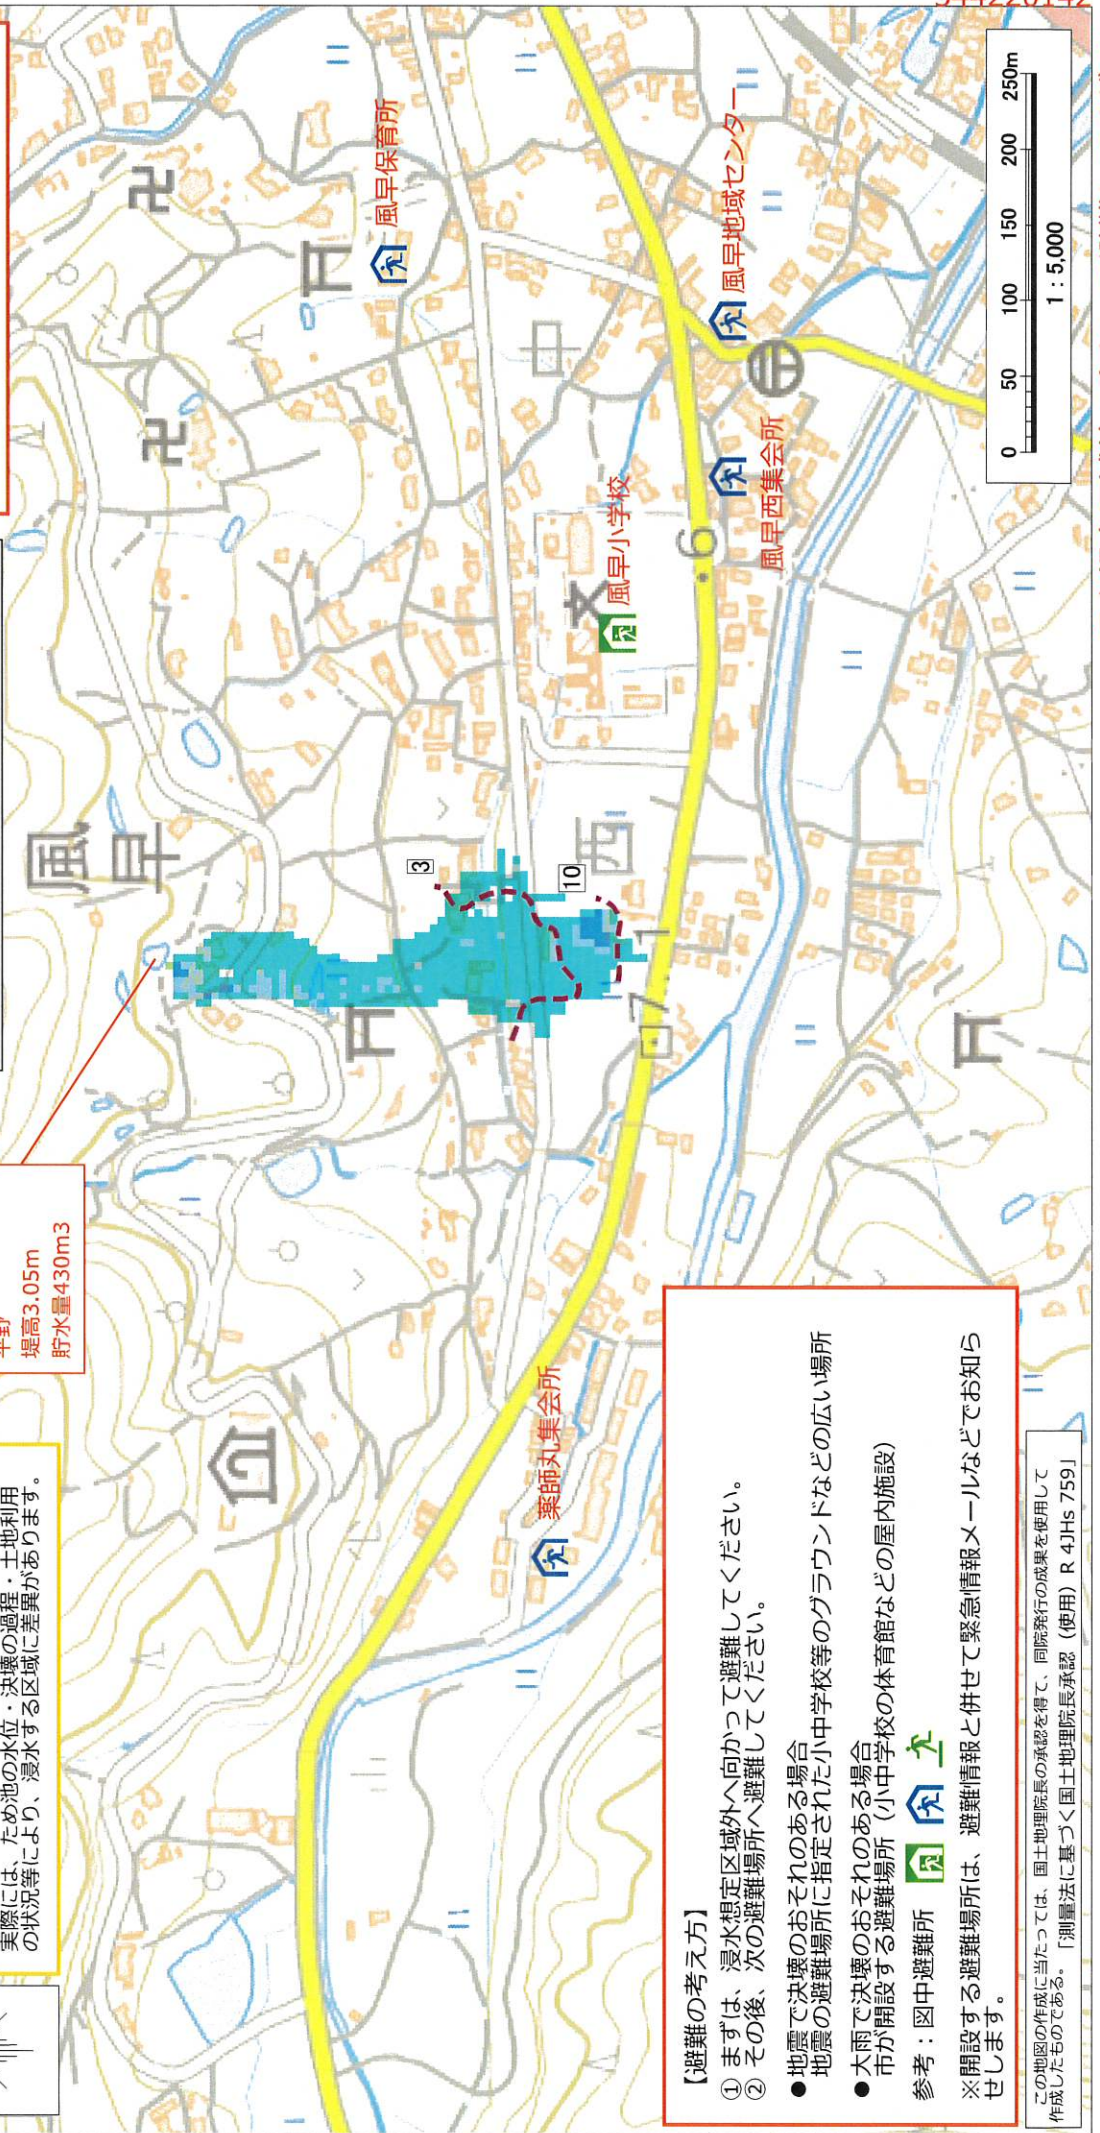 実際には、ため池の水位・決壊の過程・土地利用
の状況等により、浸水する区域に差異があります。
平野
堤高3.05m
貯水量430m3
風早
卍
卍
風早保育所
風早地域センター
中
風早小学校
文
風早西集会所
6
西
3
10
71
薬師丸集会所
0 50 100 150 200 250m
1：5,000
【避難の考え方】
① まずは、浸水想定区域外へ向かって避難してください。
② その後、次の避難場所へ避難してください。
●地震で決壊のおそれのある場合
地震の避難場所に指定された小中学校等のグラウンドなどの広い場所
●大雨で決壊のおそれのある場合
市が開設する避難場所（小中学校の体育館などの屋内施設）
参考：図中避難所
※開設する避難場所は、避難情報と併せて緊急情報メールなどでお知ら
せします。
この地図の作成に当たっては、国土地理院長の承認を得て、同院発行の成果を使用して
作成したものである。「測量法に基づく国土地理院長承認（使用）R 4JHs 759」